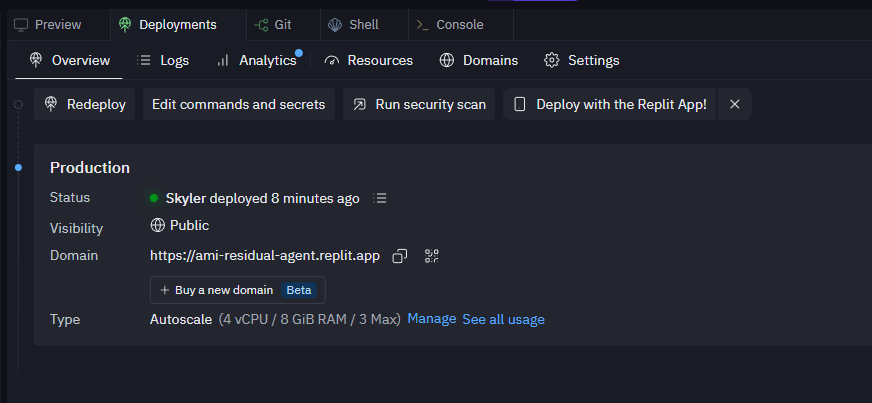 Preview Deployments Git Shell Console
Overview Logs Analytics Resources Domains Settings
Redeploy Edit commands and secrets Run security scan Deploy with the Replit App!
Production
Status Skyler deployed 8 minutes ago
Visibility Public
Domain https://ami-residual-agent.replit.app
+ Buy a new domain Beta
Type Autoscale (4 vCPU / 8 GiB RAM / 3 Max) Manage See all usage